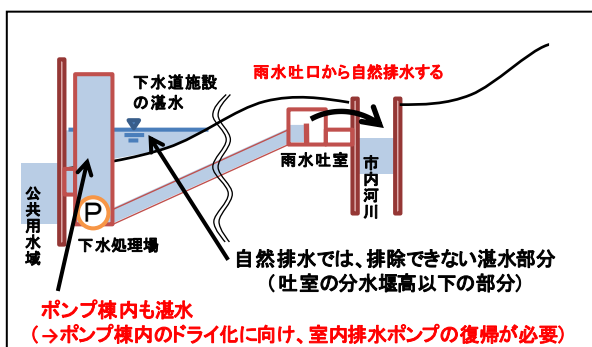 下水道施設
の湛水
雨水吐口から自然排水する
雨水吐室
市内河川
公共用水域
P
下水処理場
自然排水では、排除できない湛水部分
（吐室の分水堰高以下の部分）
ポンプ棟内も湛水
（→ポンプ棟内のドライ化に向け、室内排水ポンプの復帰が必要）